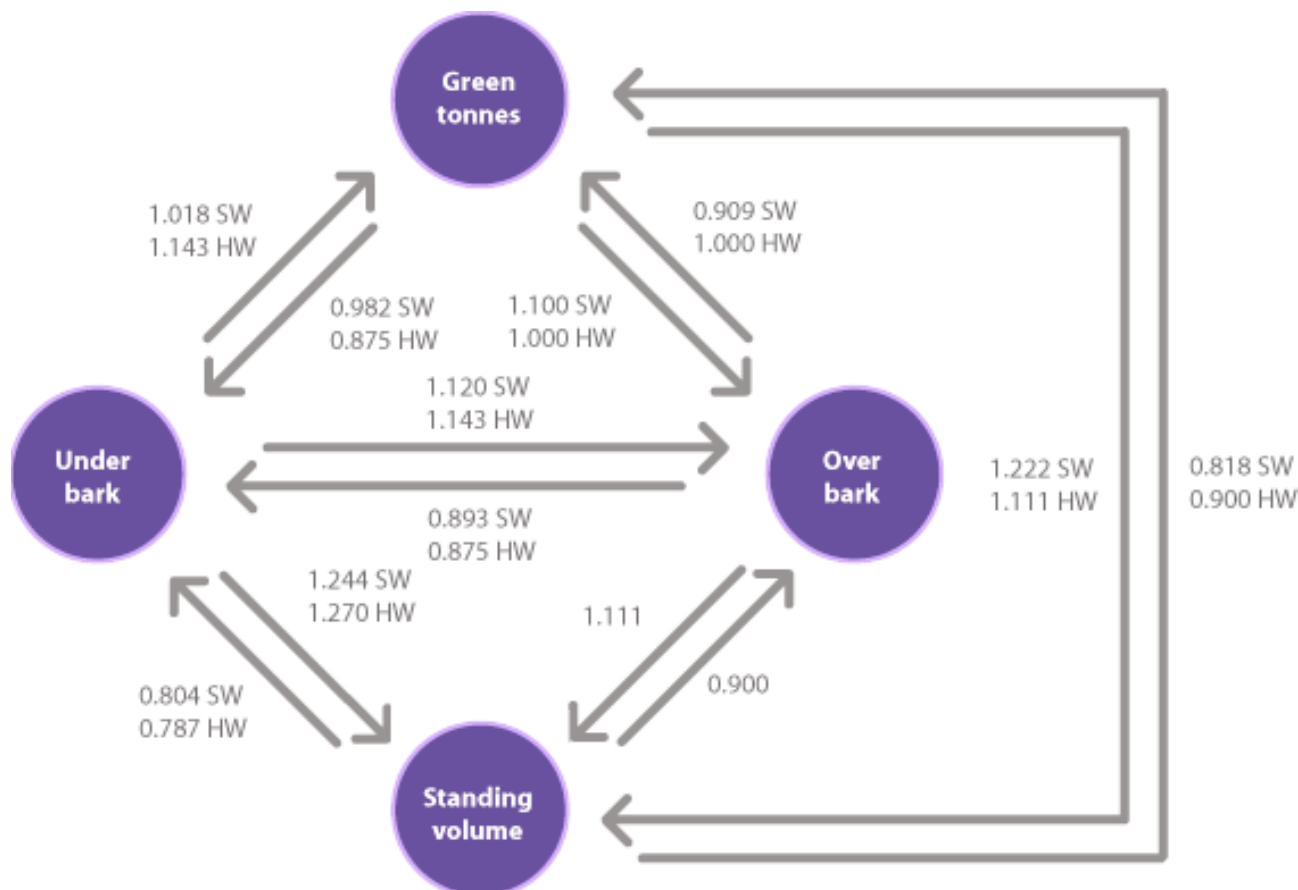 Green
tonnes
1.018 SW
1.143 HW
0.909 SW
1.000 HW
0.982 SW
0.875 HW
1.100 SW
1.000 HW
1.120 SW
1.143 HW
Under
bark
Over
bark
1.222 SW
1.111 HW
0.818 SW
0.900 HW
0.893 SW
0.875 HW
1.244 SW
1.270 HW
1.111
0.900
0.804 SW
0.787 HW
Standing
volume